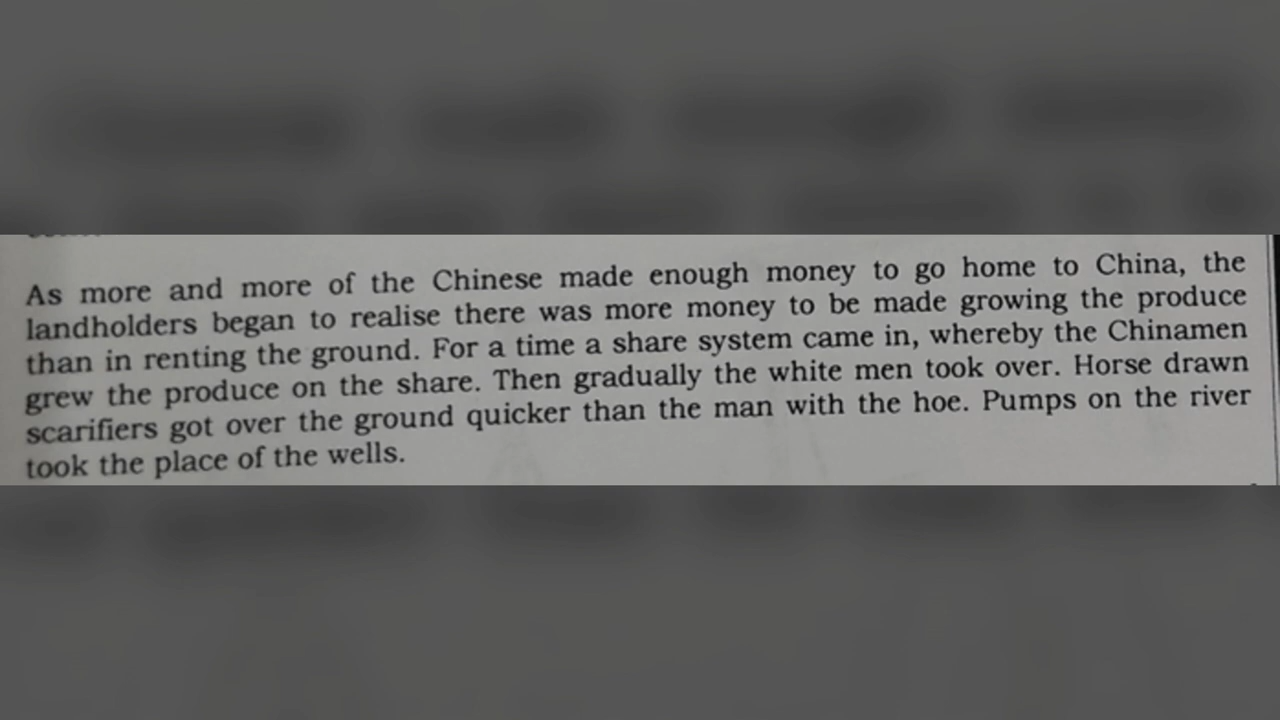 As more and more of the Chinese made enough money to go home to China, the
landholders began to realise there was more money to be made growing the produce
than in renting the ground. For a time a share system came in, whereby the Chinamen
grew the produce on the share. Then gradually the white men took over. Horse drawn
scarifiers got over the ground quicker than the man with the hoe. Pumps on the river
took the place of the wells.